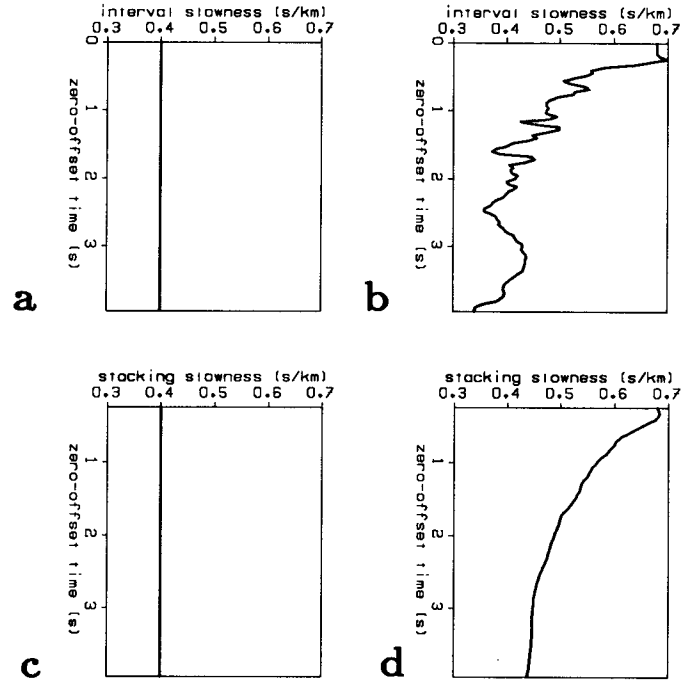 interval slowness (s/km)
0.3 0.4 0.5 0.6 0.7
0 1 2 3
zero-offset time (s)
a
interval slowness (s/km)
0.3 0.4 0.5 0.6 0.7
0 1 2 3
zero-offset time (s)
b
stacking slowness (s/km)
0.3 0.4 0.5 0.6 0.7
1 2 3
zero-offset time (s)
c
stacking slowness (s/km)
0.3 0.4 0.5 0.6 0.7
1 2 3
zero-offset time (s)
d